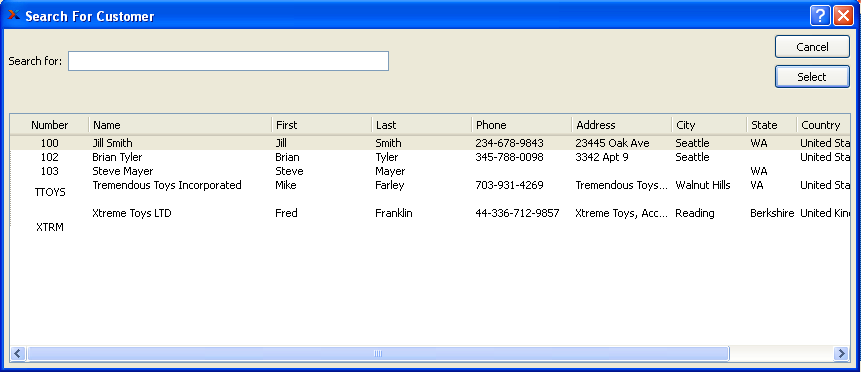 Search For Customer
Cancel
Search for:
Select
Number Name First Last Phone Address City State Country
100 Jill Smith Jill Smith 234-678-9843 23445 Oak Ave Seattle WA United Sta
102 Brian Tyler Brian Tyler 345-788-0098 3342 Apt 9 Seattle United Sta
103 Steve Mayer Steve Mayer WA United Sta
TTOYS Tremendous Toys Incorporated Mike Farley 703-931-4269 Tremendous Toys... Walnut Hills VA United Sta
XTRM Xtreme Toys LTD Fred Franklin 44-336-712-9857 Xtreme Toys, Acc... Reading Berkshire United King